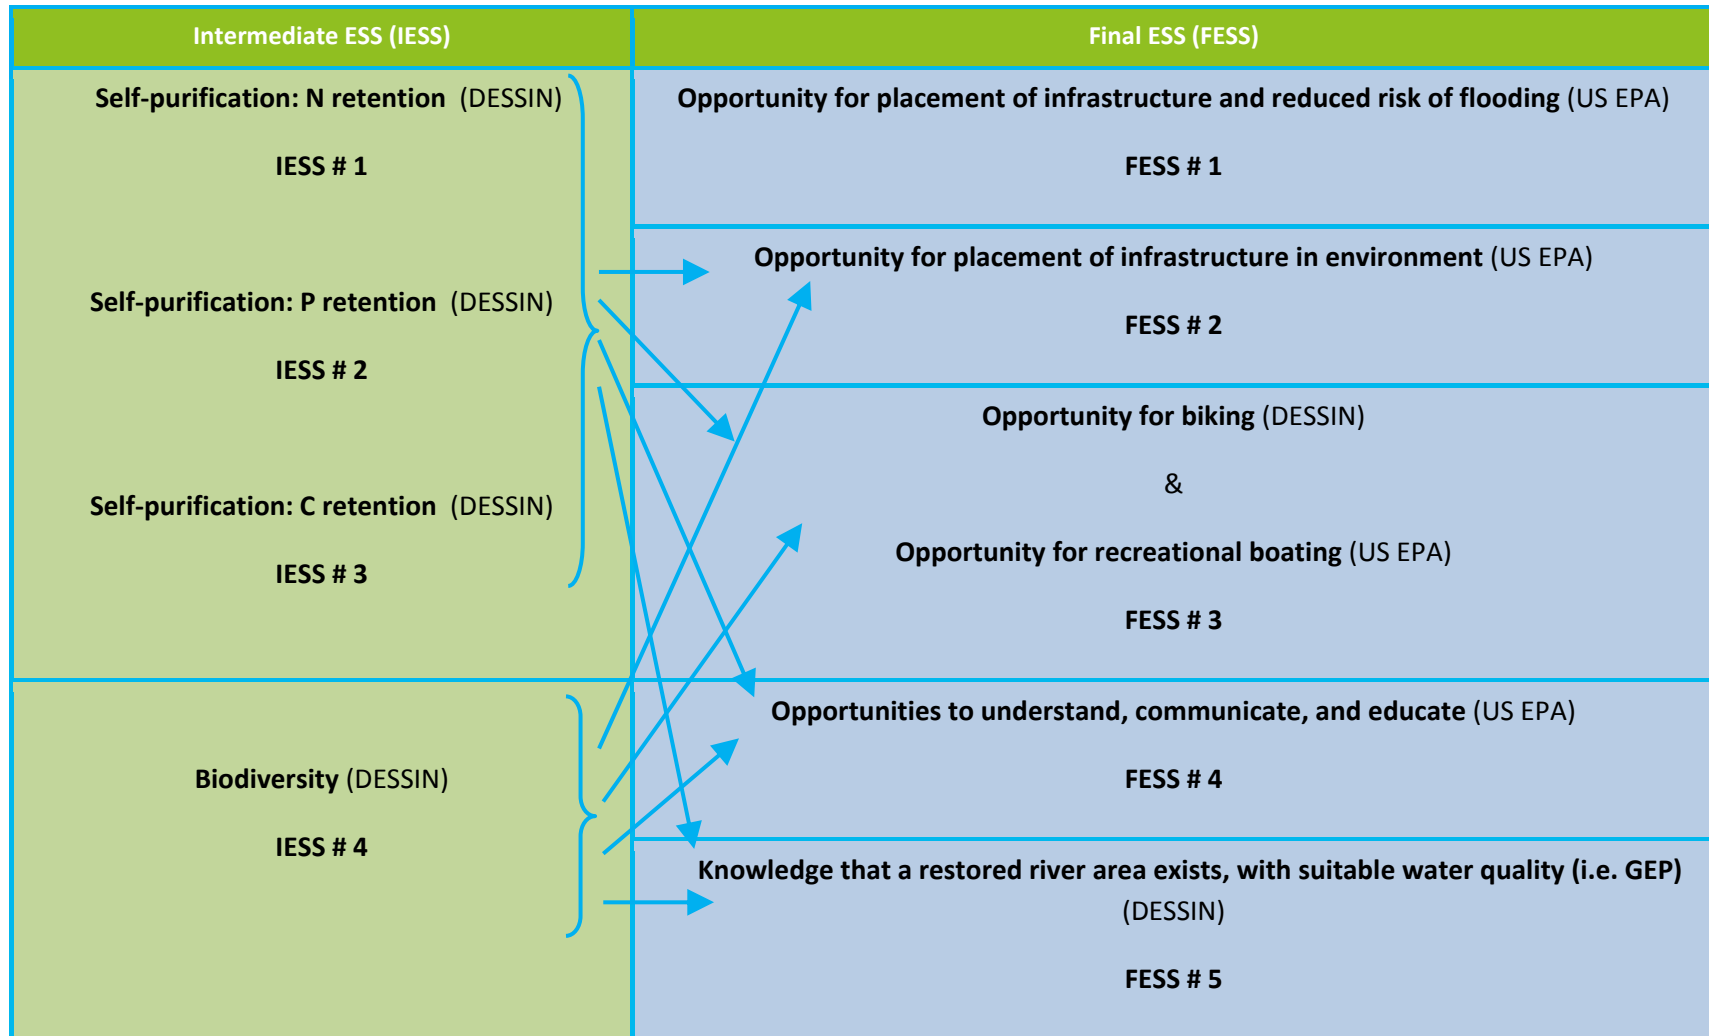 Intermediate ESS (IESS)
Final ESS (FESS)
Self-purification: N retention (DESSIN)
IESS # 1
Self-purification: P retention (DESSIN)
IESS # 2
Self-purification: C retention (DESSIN)
IESS # 3
Opportunity for placement of infrastructure and reduced risk of flooding (US EPA)
FESS # 1
Opportunity for placement of infrastructure in environment (US EPA)
FESS # 2
Opportunity for biking (DESSIN)
&
Opportunity for recreational boating (US EPA)
FESS # 3
Biodiversity (DESSIN)
IESS # 4
Opportunities to understand, communicate, and educate (US EPA)
FESS # 4
Knowledge that a restored river area exists, with suitable water quality (i.e. GEP)
(DESSIN)
FESS # 5